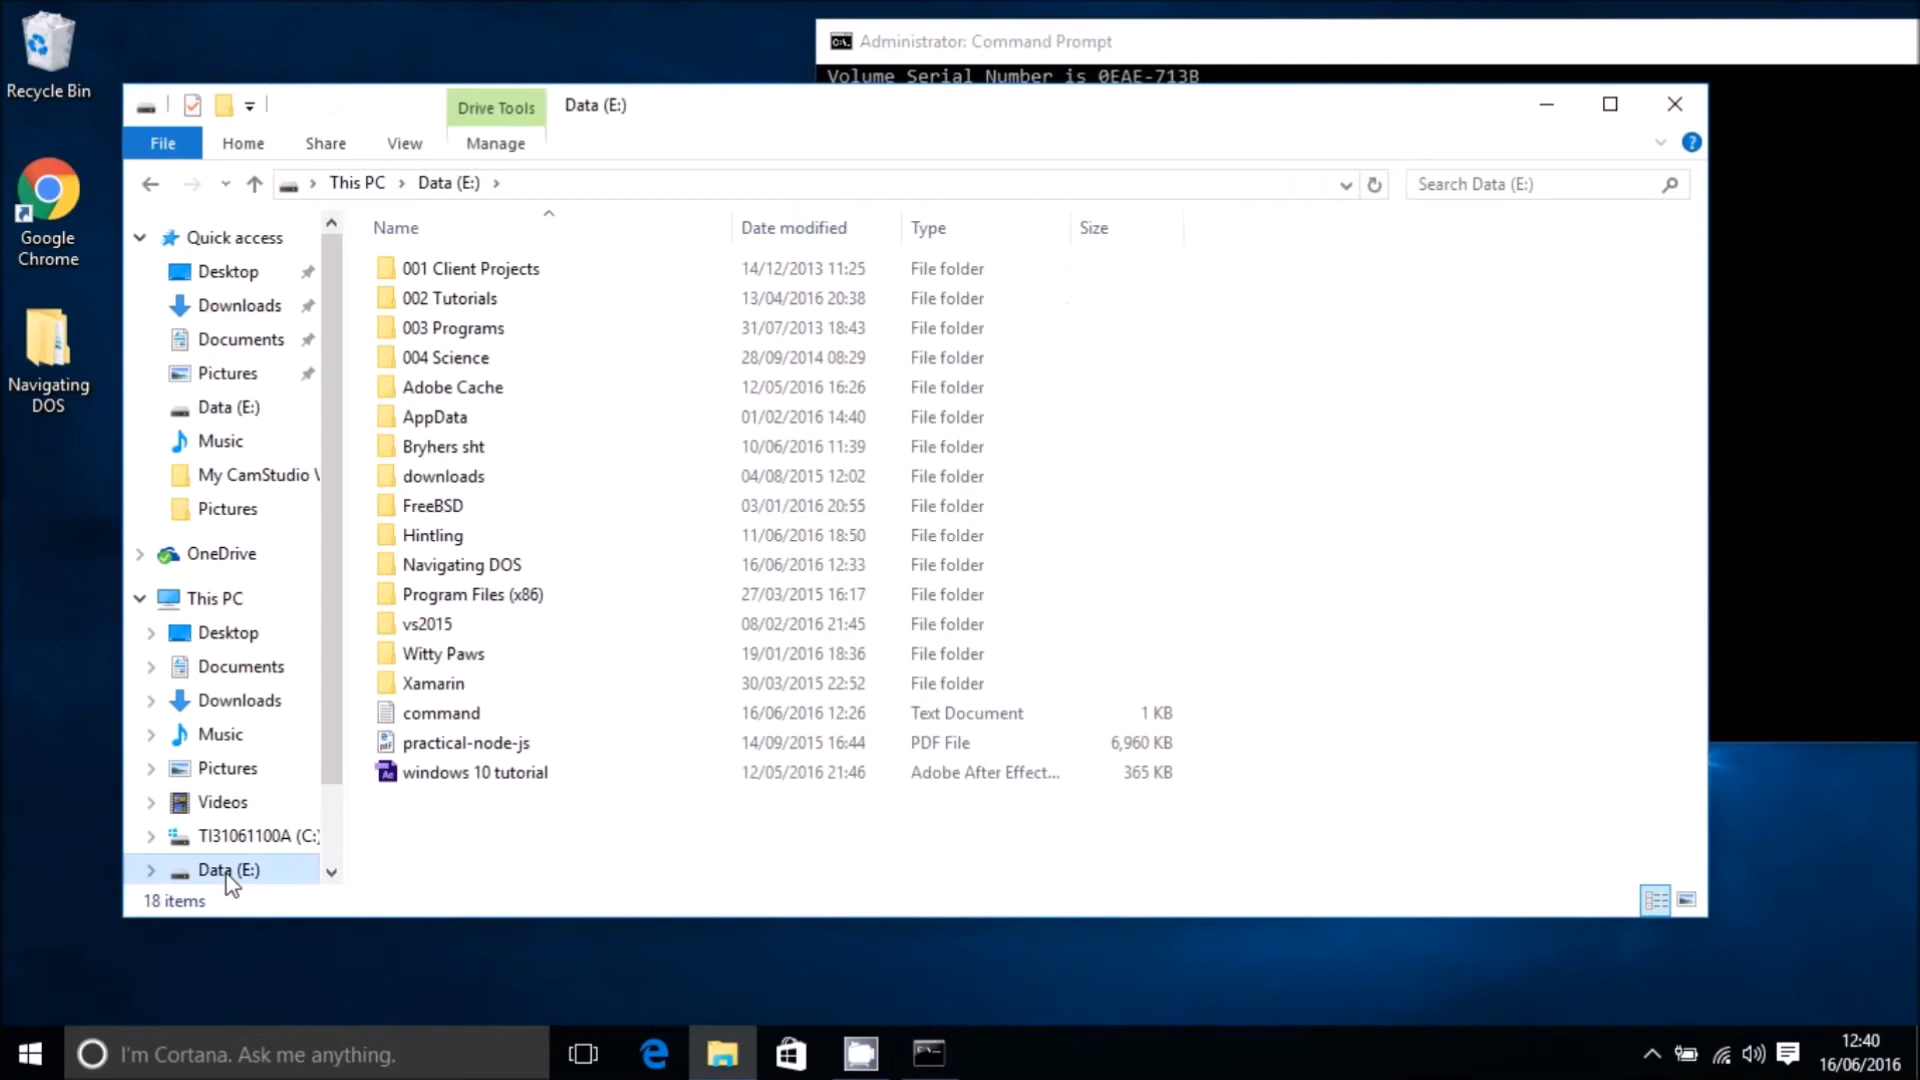 Recycle Bin
Google
Chrome
Navigating
DOS
Administrator: Command Prompt
Volume Serial Number is 0EAE-713B
Drive Tools
Data (E:)
File
Home
Share
View
Manage
This PC
Data (E:)
Search Data (E:)
Quick access
Desktop
Downloads
Documents
Pictures
Data (E:)
Music
My CamStudio
Pictures
OneDrive
This PC
Desktop
Documents
Downloads
Music
Pictures
Videos
TI31061100A (C:)
Data (E:)
Name Date modified Type Size
001 Client Projects 14/12/2013 11:25 File folder
002 Tutorials 13/04/2016 20:38 File folder
003 Programs 31/07/2013 18:43 File folder
004 Science 28/09/2014 08:29 File folder
Adobe Cache 12/05/2016 16:26 File folder
AppData 01/02/2016 14:40 File folder
Bryhers sht 10/06/2016 11:39 File folder
downloads 04/08/2015 12:02 File folder
FreeBSD 03/01/2016 20:55 File folder
Hintling 11/06/2016 18:50 File folder
Navigating DOS 16/06/2016 12:33 File folder
Program Files (x86) 27/03/2015 16:17 File folder
vs2015 08/02/2016 21:45 File folder
Witty Paws 19/01/2016 18:36 File folder
Xamarin 30/03/2015 22:52 File folder
command 16/06/2016 12:26 Text Document 1 KB
practical-node-js 14/09/2015 16:44 PDF File 6,960 KB
windows 10 tutorial 12/05/2016 21:46 Adobe After Effect... 365 KB
18 items
I'm Cortana. Ask me anything.
12:40
16/06/2016